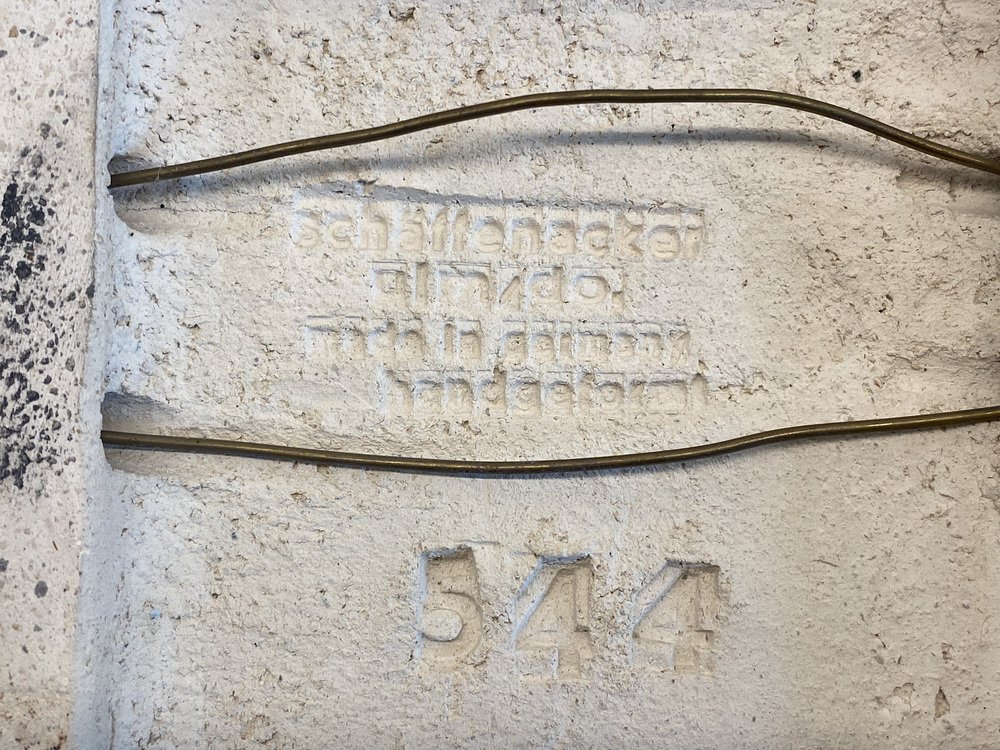 schäffenacker
ulm/do.
made in germany
handgeformt
544